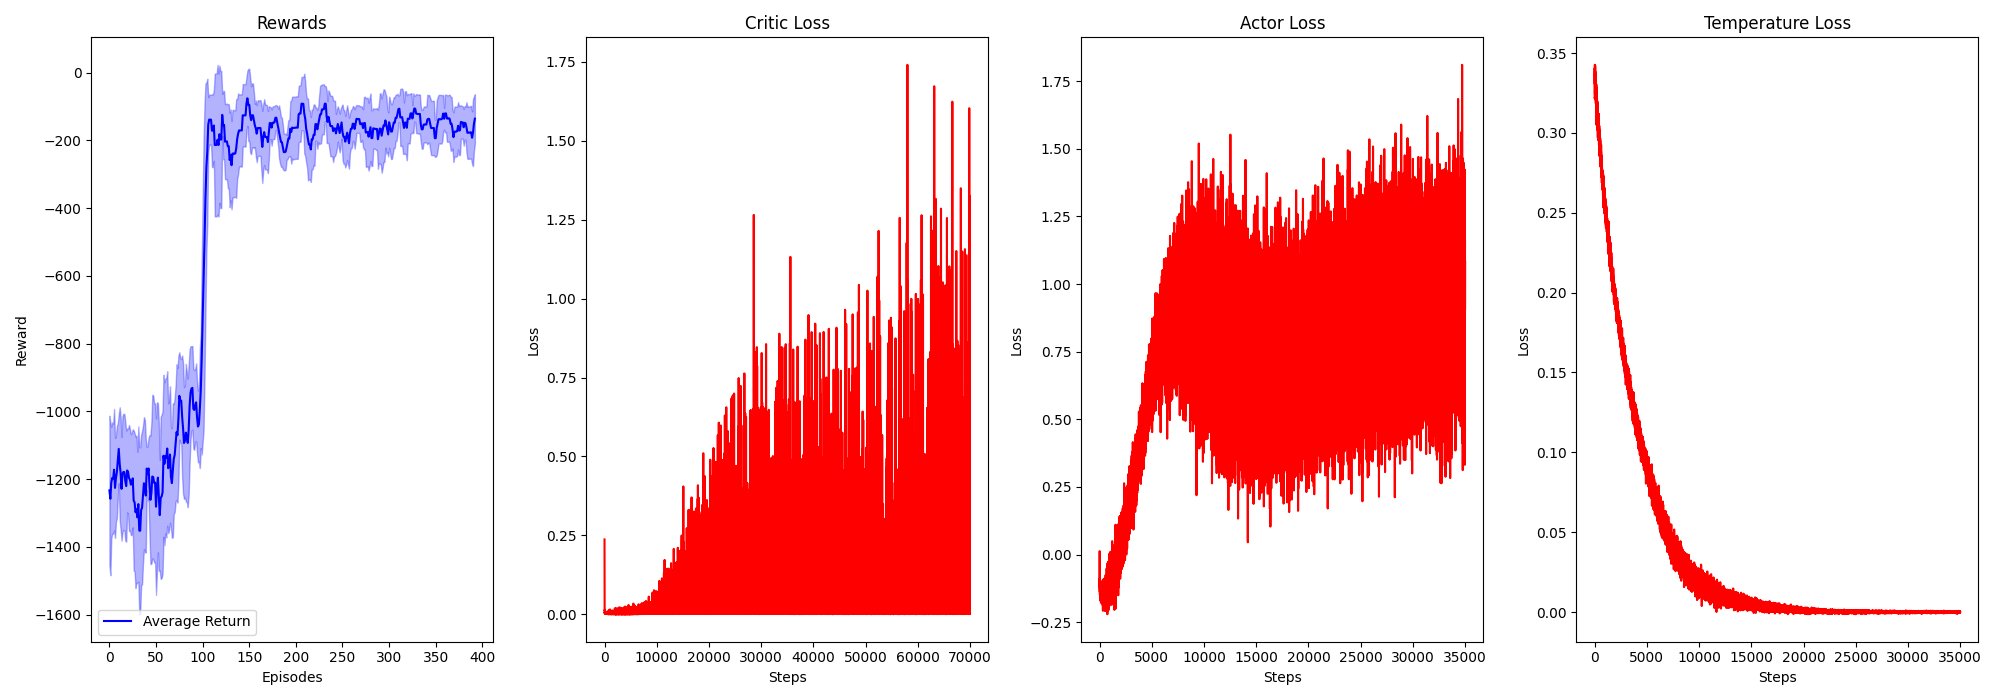 Rewards
Reward
0
−200
−400
−600
−800
−1000
−1200
−1400
−1600
Average Return
0 50 100 150 200 250 300 350 400
Episodes
Critic Loss
Loss
1.75
1.50
1.25
1.00
0.75
0.50
0.25
0.00
0 10000 20000 30000 40000 50000 60000 70000
Steps
Actor Loss
Loss
1.75
1.50
1.25
1.00
0.75
0.50
0.25
0.00
−0.25
0 5000 10000 15000 20000 25000 30000 35000
Steps
Temperature Loss
Loss
0.35
0.30
0.25
0.20
0.15
0.10
0.05
0.00
0 5000 10000 15000 20000 25000 30000 35000
Steps